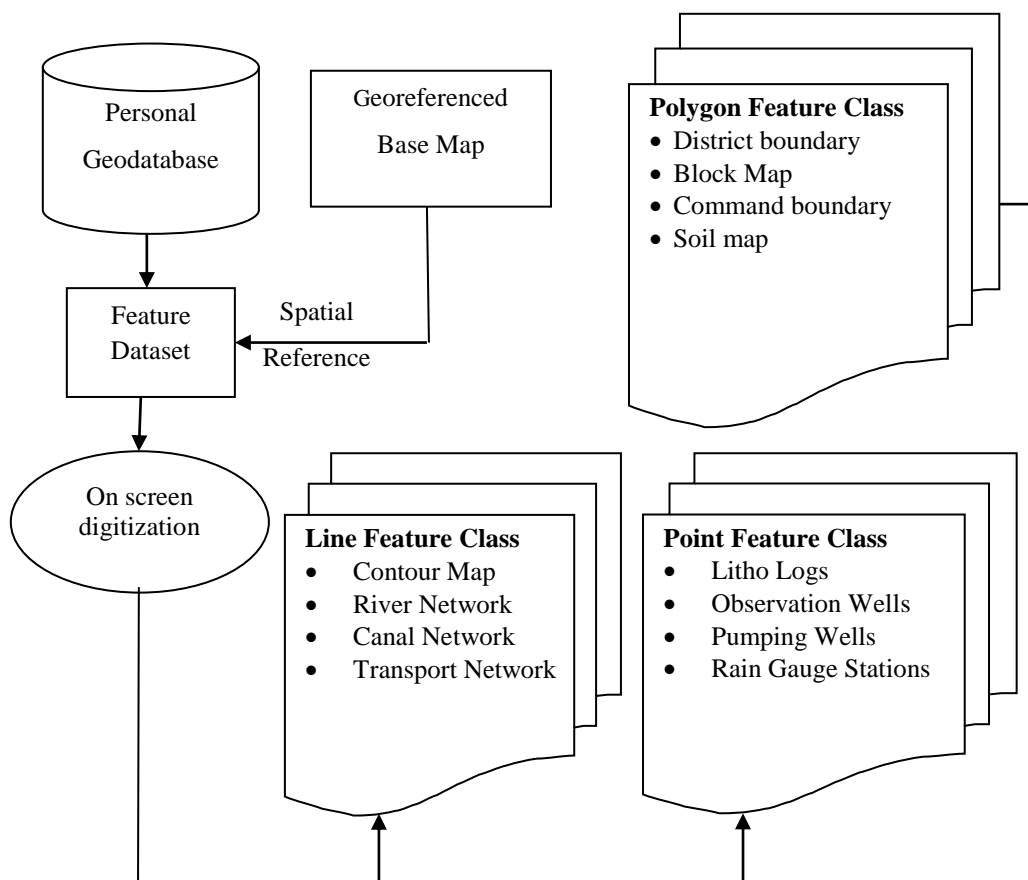 Personal
Geodatabase
Georeferenced
Base Map
Polygon Feature Class
• District boundary
• Block Map
• Command boundary
• Soil map
Feature
Dataset
Spatial
Reference
On screen
digitization
Line Feature Class
• Contour Map
• River Network
• Canal Network
• Transport Network
Point Feature Class
• Litho Logs
• Observation Wells
• Pumping Wells
• Rain Gauge Stations